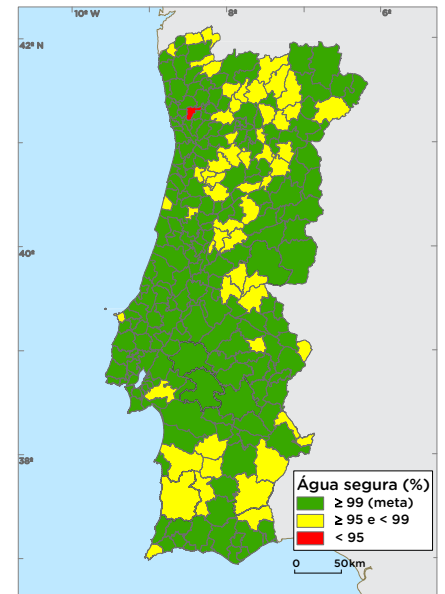 10º W
8º
6º
42º N
40º
38º
Água segura (%)
≥ 99 (meta)
≥ 95 e < 99
< 95
0 50km